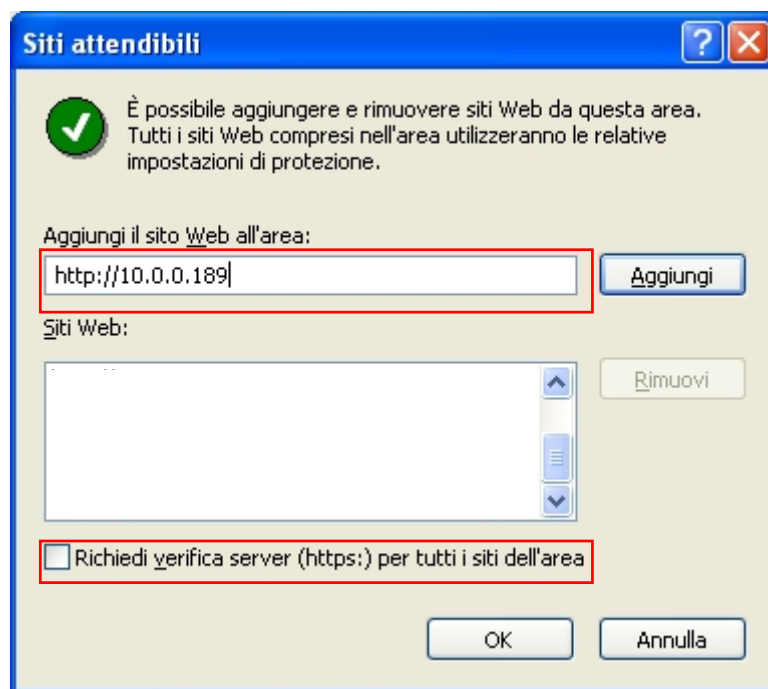 Siti attendibili
È possibile aggiungere e rimuovere siti Web da questa area.
Tutti i siti Web compresi nell'area utilizzeranno le relative
impostazioni di protezione.
Aggiungi il sito Web all'area:
http://10.0.0.189
Aggiungi
Siti Web:
Rimuovi
Richiedi verifica server (https:) per tutti i siti dell'area
OK
Annulla